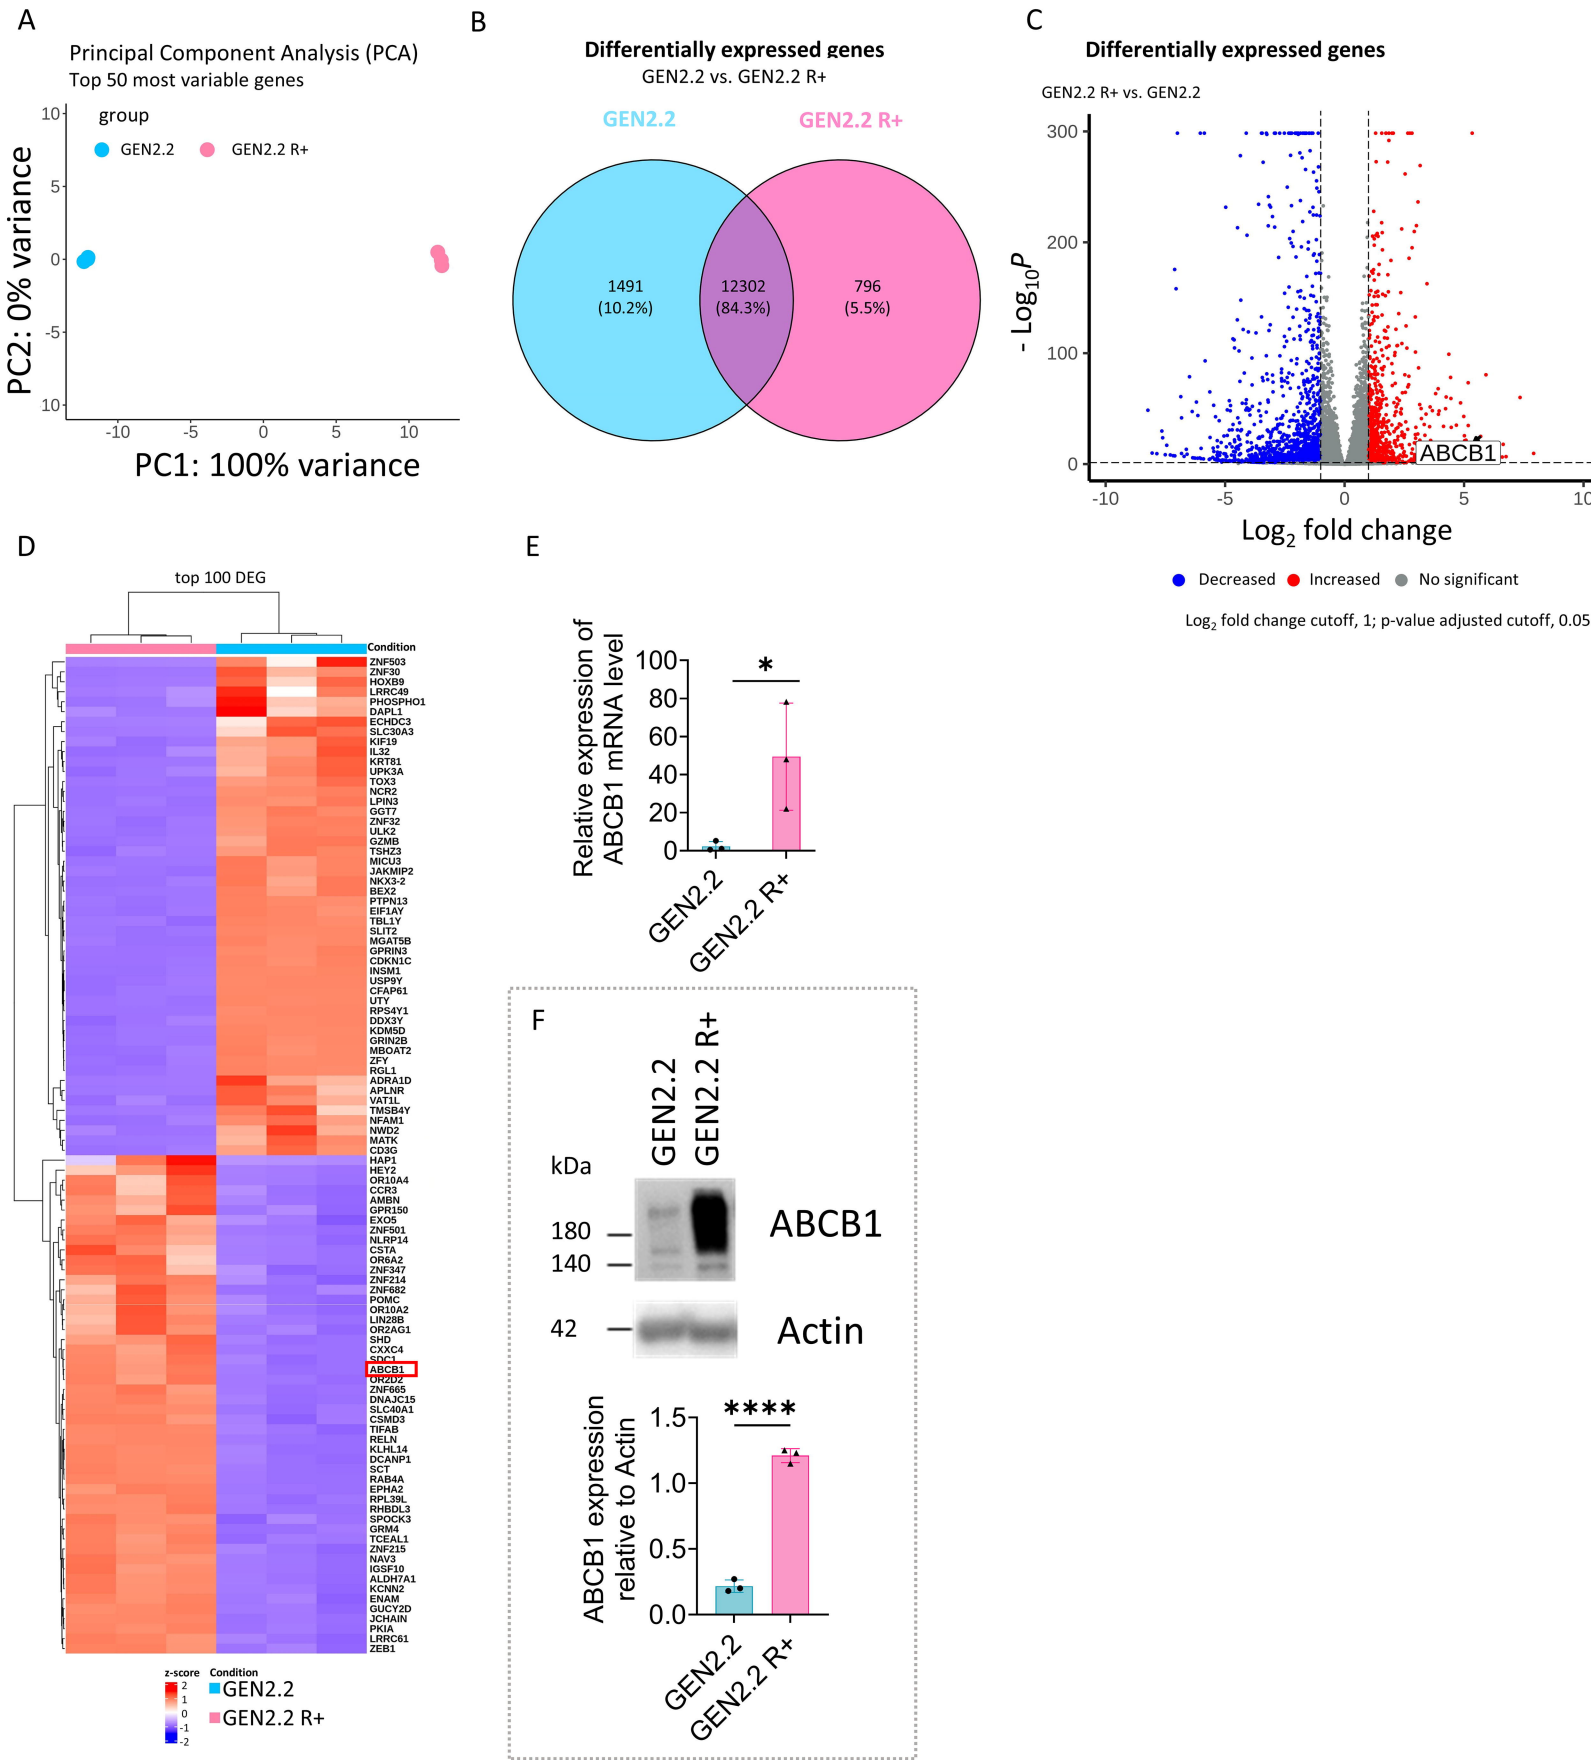 A
Principal Component Analysis (PCA)
Top 50 most variable genes
group
GEN2.2
GEN2.2 R+
PC2: 0% variance
10
5
0
-5
10
-10
-5
0
5
10
PC1: 100% variance
B
Differentially expressed genes
GEN2.2 vs. GEN2.2 R+
GEN2.2
GEN2.2 R+
1491
(10.2%)
12302
(84.3%)
796
(5.5%)
C
Differentially expressed genes
GEN2.2 R+ vs. GEN2.2
- Log10P
300
200
100
0
ABCB1
-10
-5
0
5
10
Log2 fold change
Decreased
Increased
No significant
Log2 fold change cutoff, 1; p-value adjusted cutoff, 0.05
D
top 100 DEG
Condition
ZNF503
ZNF30
HOXB9
LRRC49
PHOSPHO1
DAPL1
ECHDC3
SLC30A3
KIF19
IL32
KRT81
UPK3A
TOX3
NCR2
LPIN3
GGT7
ZNF32
ULK2
GZMB
TSHZ3
MICU3
JAKMIP2
NKX3-2
BEX2
PTPN13
EIF1AY
TBL1Y
SLIT2
MGAT5B
GPRIN3
CDKN1C
INSM1
USP9Y
CFAP61
UTY
RPS4Y1
DDX3Y
KDM5D
GRIN2B
MBOAT2
ZFY
RGL1
ADRA1D
APLNR
VAT1L
TMSB4Y
NFAM1
NWD2
MATK
CD3G
HAP1
HEY2
OR10A4
CCR3
AMBN
GPR150
EXO5
ZNF501
NLRP14
CSTA
OR6A2
ZNF347
ZNF214
ZNF682
POMC
OR10A2
LIN28B
OR2AG1
SHD
CXXC4
SDC1
ABCB1
OR2D2
ZNF665
DNAJC15
SLC40A1
CSMD3
TIFAB
RELN
KLHL14
DCANP1
SCT
RAB4A
EPHA2
RPL39L
RHBDL3
SPOCK3
GRM4
TCEAL1
ZNF215
NAV3
IGSF10
ALDH7A1
KCNN2
ENAM
GUCY2D
JCHAIN
PKIA
LRRC61
ZEB1
z-score
2
1
0
-1
-2
Condition
GEN2.2
GEN2.2 R+
E
Relative expression of
ABCB1 mRNA level
100
80
60
40
20
0
*
GEN2.2
GEN2.2 R+
F
GEN2.2
GEN2.2 R+
kDa
180
140
ABCB1
42
Actin
ABCB1 expression
relative to Actin
1.5
1.0
0.5
0.0
****
GEN2.2
GEN2.2 R+